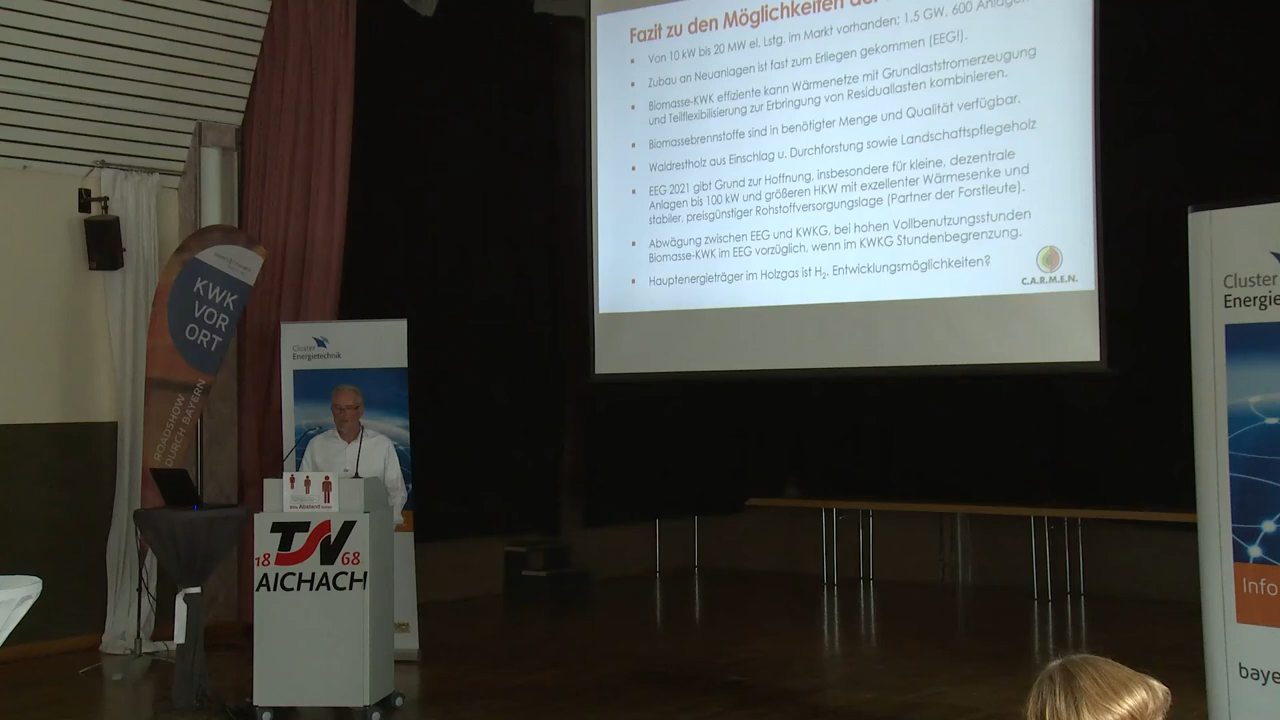 Fazit zu den Möglichkeiten der
Von 10 kW bis 20 MW el. Lstg. im Markt vorhanden; 1,5 GW, 600 Anlagen
Zubau an Neuanlagen ist fast zum Erliegen gekommen (EEG!).
Biomasse-KWK effiziente kann Wärmenetze mit Grundlaststromerzeugung
und Teilflexibilisierung zur Erbringung von Residuallasten kombinieren.
Biomassebrennstoffe sind in benötigter Menge und Qualität verfügbar.
Waldrestholz aus Einschlag u. Durchforstung sowie Landschaftspflegeholz
EEG 2021 gibt Grund zur Hoffnung, insbesondere für kleine, dezentrale
Anlagen bis 100 kW und größeren HKW mit exzellenter Wärmesenke und
stabiler, preisgünstiger Rohstoffversorgungslage (Partner der Forstleute).
Abwägung zwischen EEG und KWKG, bei hohen Vollbenutzungsstunden
Biomasse-KWK im EEG vorzüglich, wenn im KWKG Stundenbegrenzung.
Hauptenergieträger im Holzgas ist H₂. Entwicklungsmöglichkeiten?
C.A.R.M.E.N.
KWK
VOR
ORT
ROADSHOW
DURCH BAYERN
Cluster
Energietechnik
Abstand
TSV
18 68
AICHACH
Cluster
Energie
Info
baye